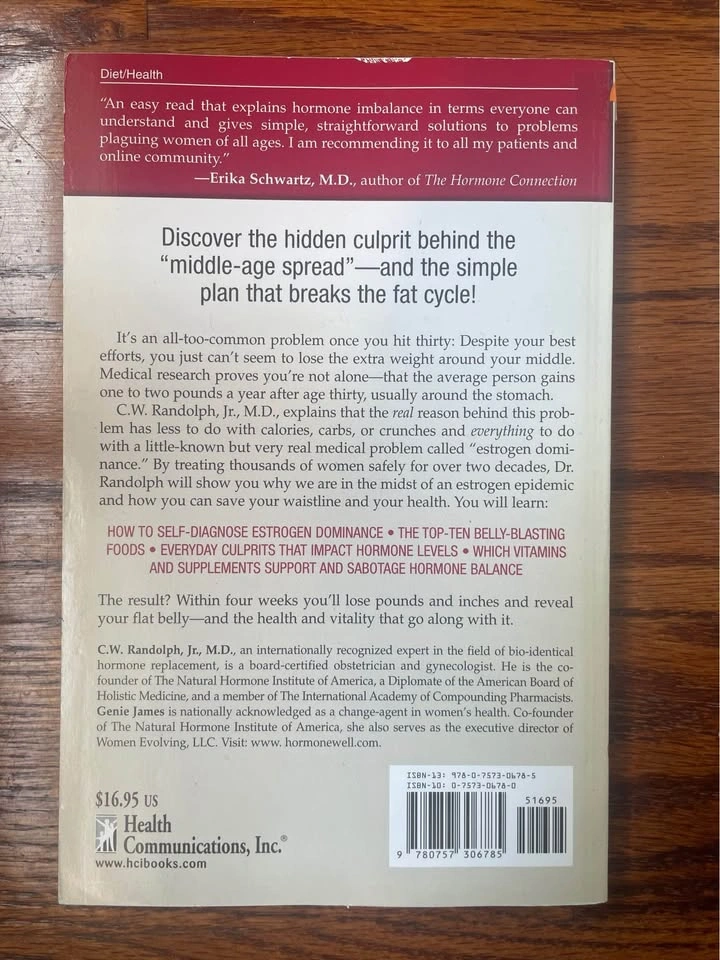 Diet/Health
“An easy read that explains hormone imbalance in terms everyone can
understand and gives simple, straightforward solutions to problems
plaguing women of all ages. I am recommending it to all my patients and
online community.”
—Erika Schwartz, M.D., author of The Hormone Connection
Discover the hidden culprit behind the
“middle-age spread”—and the simple
plan that breaks the fat cycle!
It’s an all-too-common problem once you hit thirty: Despite your best
efforts, you just can’t seem to lose the extra weight around your middle.
Medical research proves you’re not alone—that the average person gains
one to two pounds a year after age thirty, usually around the stomach.
C.W. Randolph, Jr., M.D., explains that the real reason behind this prob-
lem has less to do with calories, carbs, or crunches and everything to do
with a little-known but very real medical problem called “estrogen domi-
nance.” By treating thousands of women safely for over two decades, Dr.
Randolph will show you why we are in the midst of an estrogen epidemic
and how you can save your waistline and your health. You will learn:
HOW TO SELF-DIAGNOSE ESTROGEN DOMINANCE • THE TOP-TEN BELLY-BLASTING
FOODS • EVERYDAY CULPRITS THAT IMPACT HORMONE LEVELS • WHICH VITAMINS
AND SUPPLEMENTS SUPPORT AND SABOTAGE HORMONE BALANCE
The result? Within four weeks you’ll lose pounds and inches and reveal
your flat belly—and the health and vitality that go along with it.
C.W. Randolph, Jr., M.D., an internationally recognized expert in the field of bio-identical
hormone replacement, is a board-certified obstetrician and gynecologist. He is the co-
founder of The Natural Hormone Institute of America, a Diplomate of the American Board of
Holistic Medicine, and a member of The International Academy of Compounding Pharmacists.
Genie James is nationally acknowledged as a change-agent in women’s health. Co-founder
of The Natural Hormone Institute of America, she also serves as the executive director of
Women Evolving, LLC. Visit: www. hormonewell.com.
ISBN-13: 978-0-7573-0678-5
ISBN-10: 0-7573-0678-0
51695
9 780757 306785
$16.95 US
Health
Communications, Inc.®
www.hcibooks.com